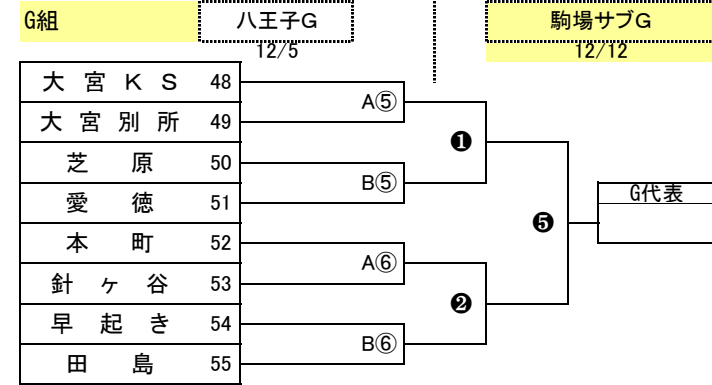 G組 八王子G 駒場サブG
12/5 12/12
大宮KS 48
A⑤
大宮別所 49
❶
芝原 50
B⑤
愛徳 51
G代表
❺
本町 52
A⑥
針ヶ谷 53
❷
早起き 54
B⑥
田島 55